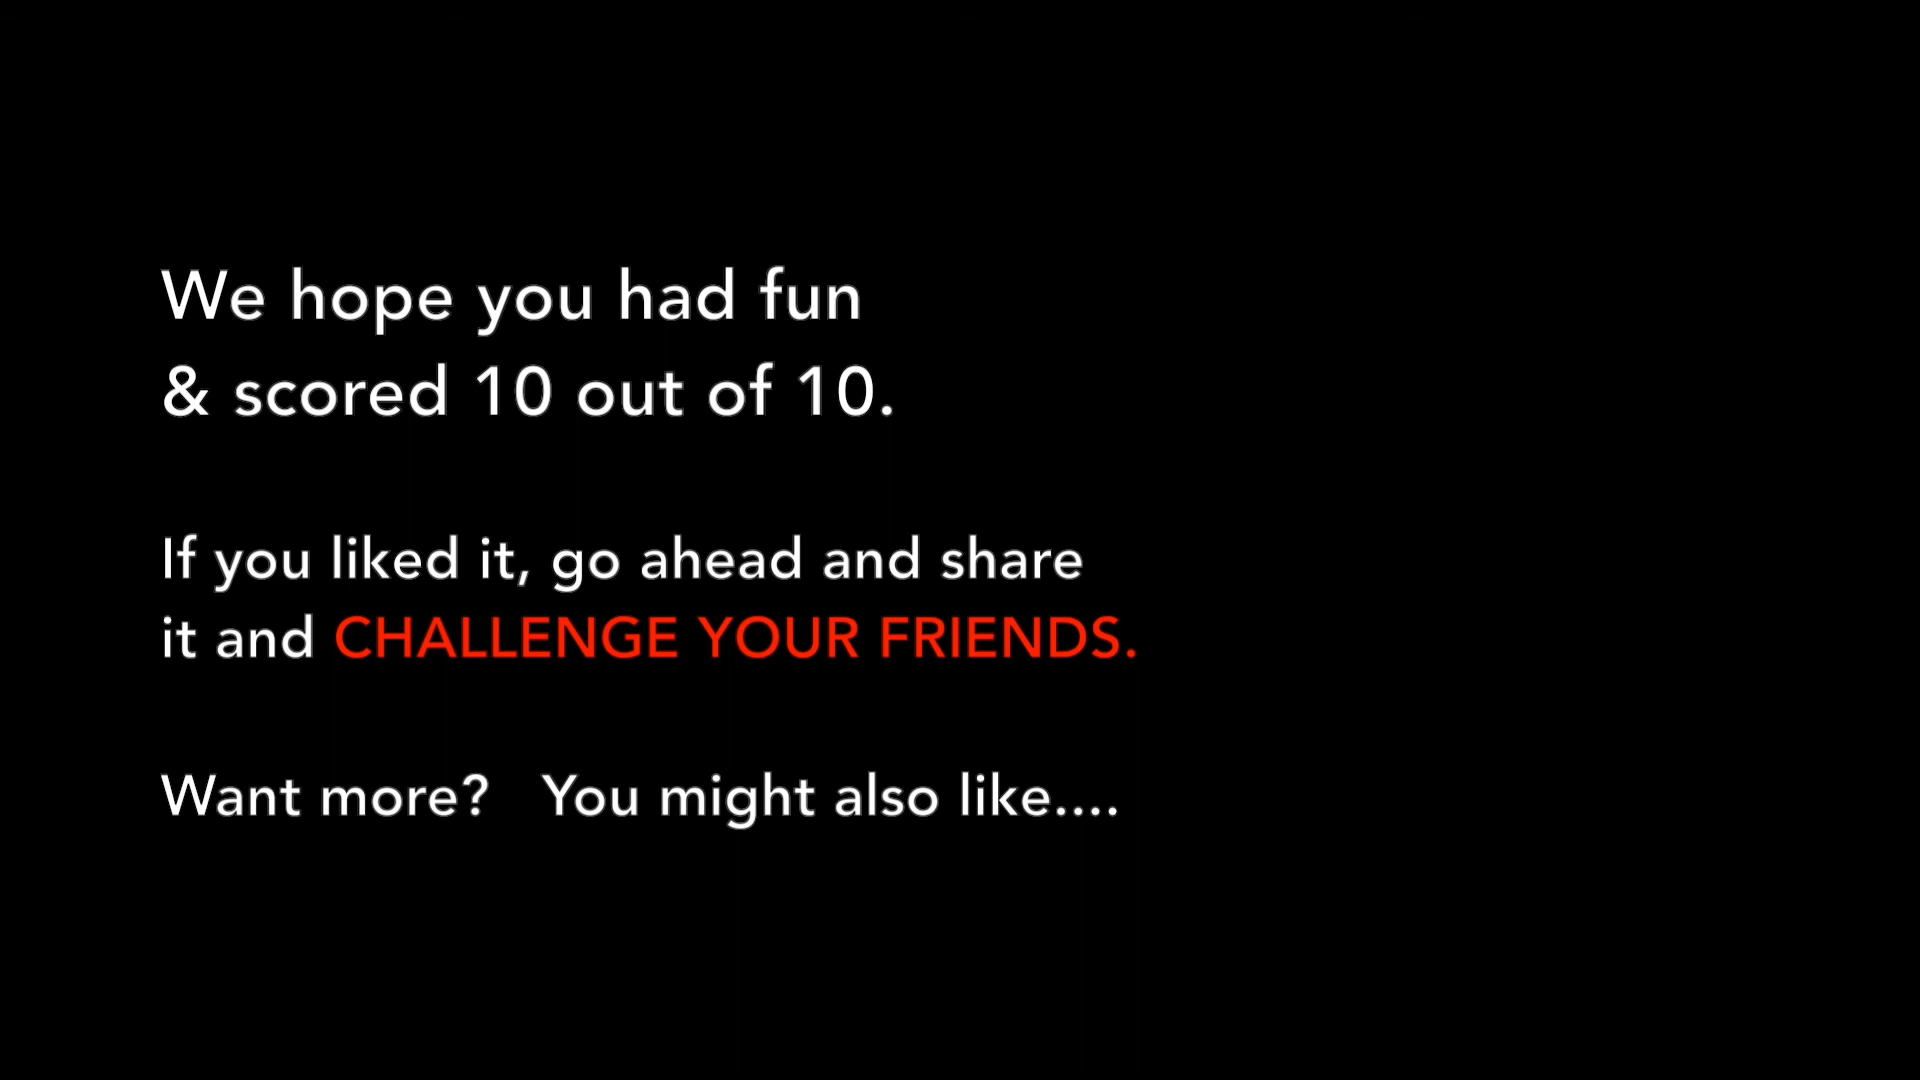 We hope you had fun
& scored 10 out of 10.
If you liked it, go ahead and share
it and CHALLENGE YOUR FRIENDS.
Want more? You might also like....